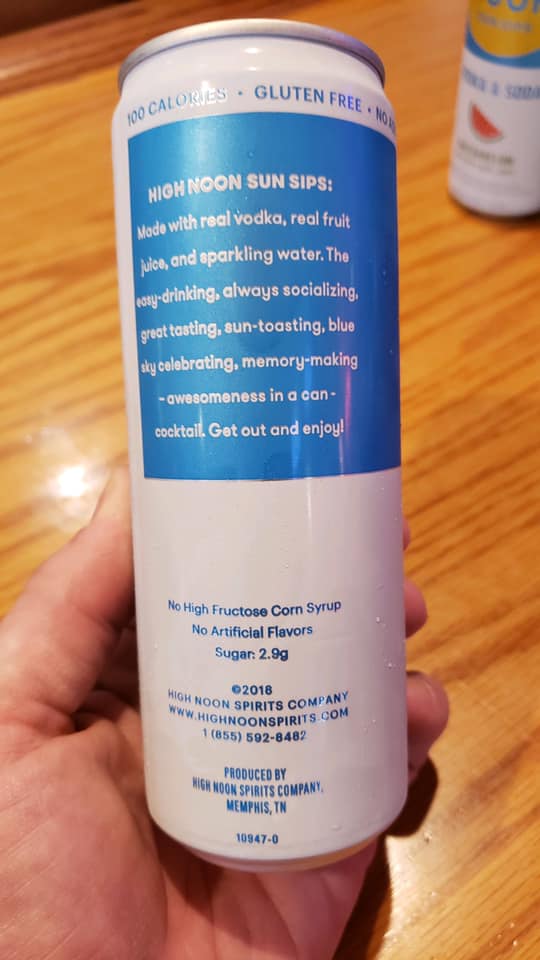 100 CALORIES • GLUTEN FREE • NO
HIGH NOON SUN SIPS:
Made with real vodka, real fruit
juice, and sparkling water. The
easy-drinking, always socializing,
great tasting, sun-toasting, blue
sky celebrating, memory-making
- awesomeness in a can -
cocktail. Get out and enjoy!
No High Fructose Corn Syrup
No Artificial Flavors
Sugar: 2.9g
©2018
HIGH NOON SPIRITS COMPANY
WWW.HIGHNOONSPIRITS.COM
1 (855) 592-8482
PRODUCED BY
HIGH NOON SPIRITS COMPANY,
MEMPHIS, TN
10947-0
& SODA